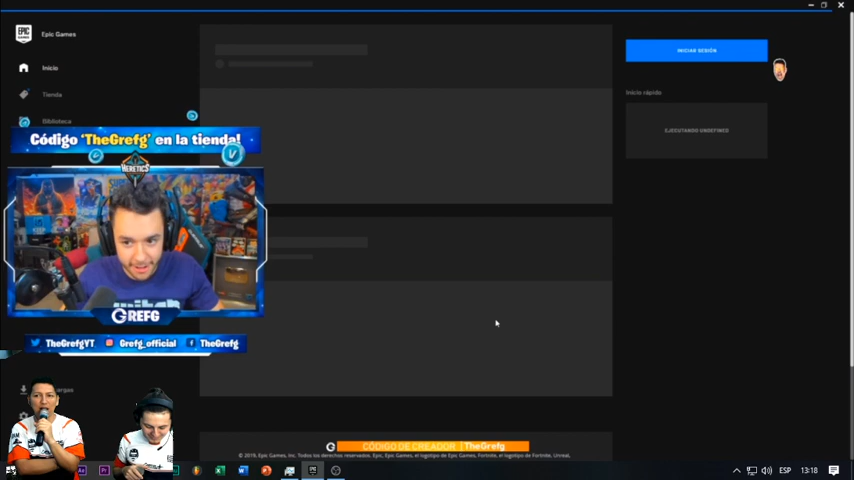 EPIC GAMES
Epic Games
Inicio
Tienda
Biblioteca
INICIAR SESIÓN
Inicio rápido
EJECUTANDO UNDEFINED
Código 'TheGrefg' en la tienda!
V
HERETICS
GREFG
TheGrefgYT
Grefg_official
TheGrefg
CÓDIGO DE CREADOR | TheGrefg
© 2019, Epic Games, Inc. Todos los derechos reservados. Epic, Epic Games, el logotipo de Epic Games, Fortnite, el logotipo de Fortnite, Unreal,
Ae
Pr
ESP
13:18